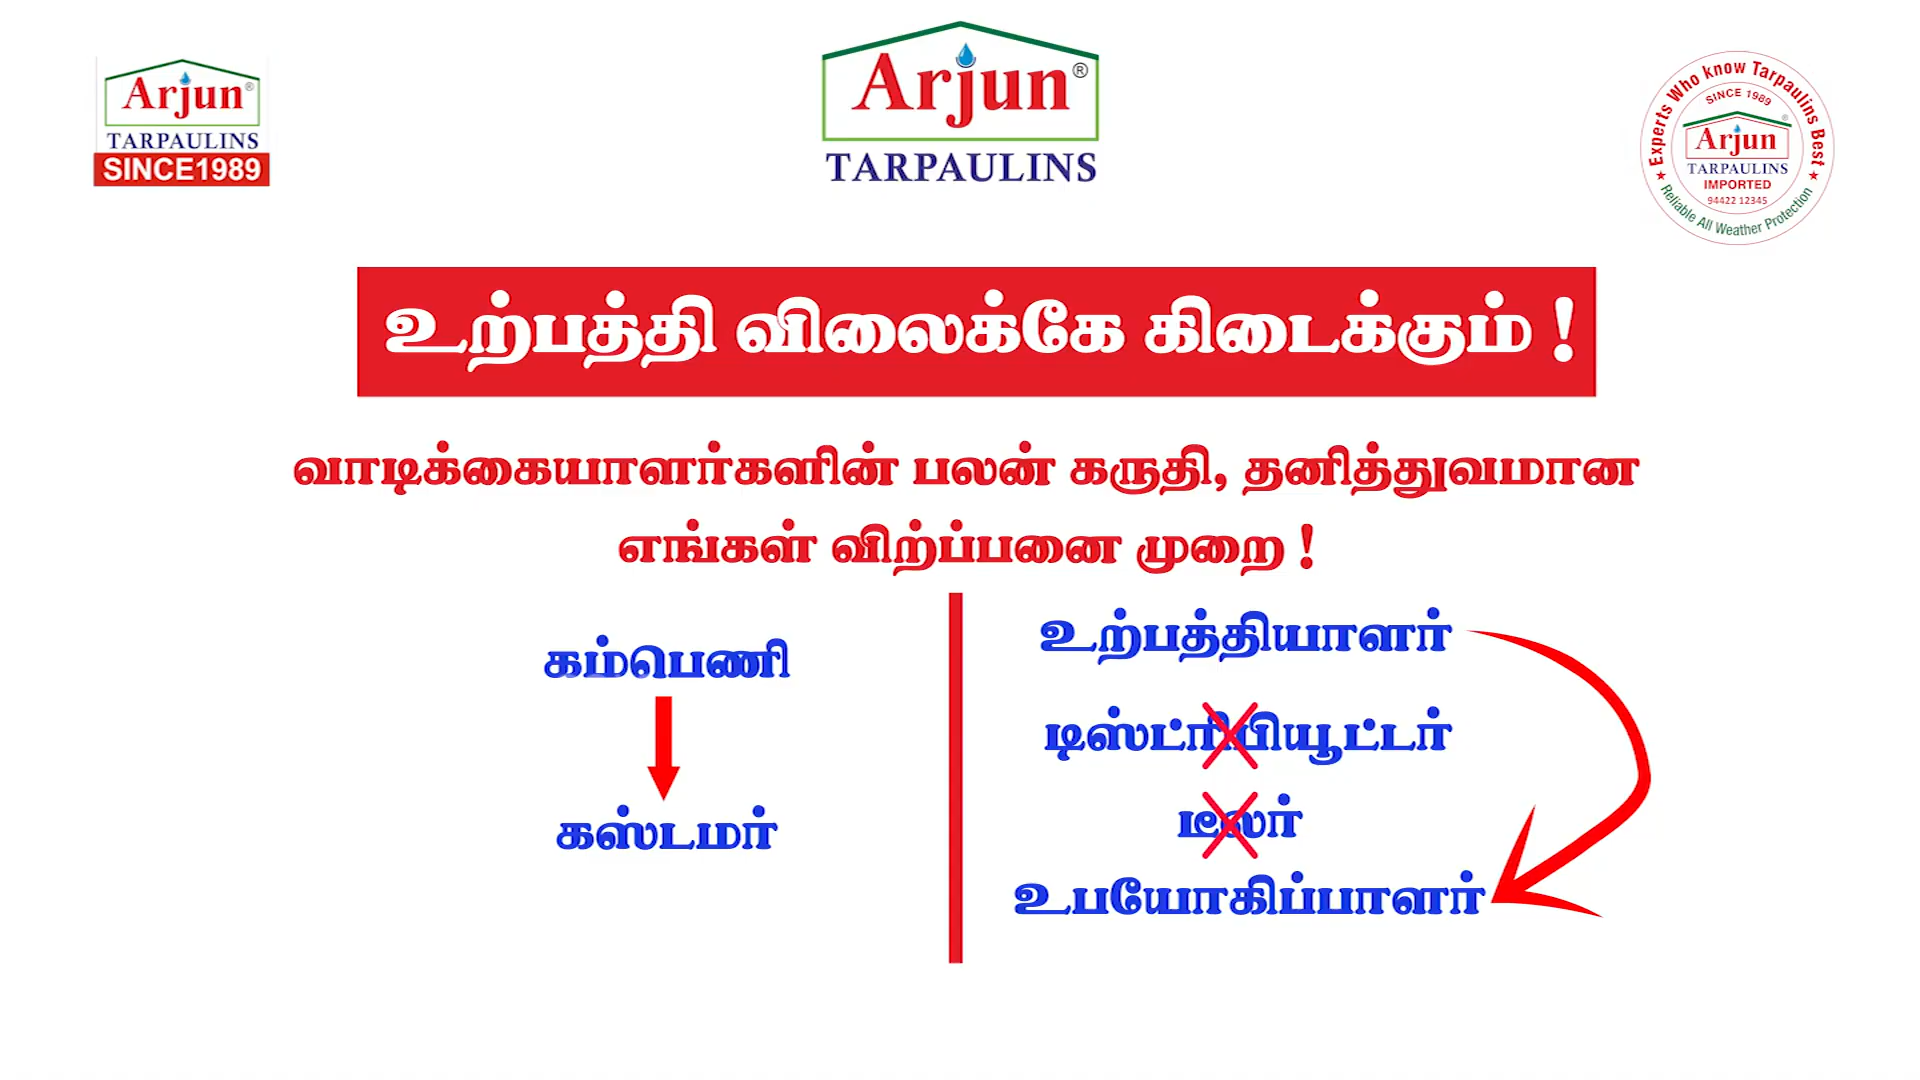 Arjun®
TARPAULINS
SINCE1989
Arjun®
TARPAULINS
Experts Who know Tarpaulins Best
SINCE 1989
Arjun®
TARPAULINS
IMPORTED
94422 12345
Reliable All Weather Protection
உற்பத்தி விலைக்கே கிடைக்கும் !
வாடிக்கையாளர்களின் பலன் கருதி, தனித்துவமான
எங்கள் விற்ப்பனை முறை !
கம்பெணி
கஸ்டமர்
உற்பத்தியாளர்
டிஸ்ட்ரிபியூட்டர்
டீலர்
உபயோகிப்பாளர்